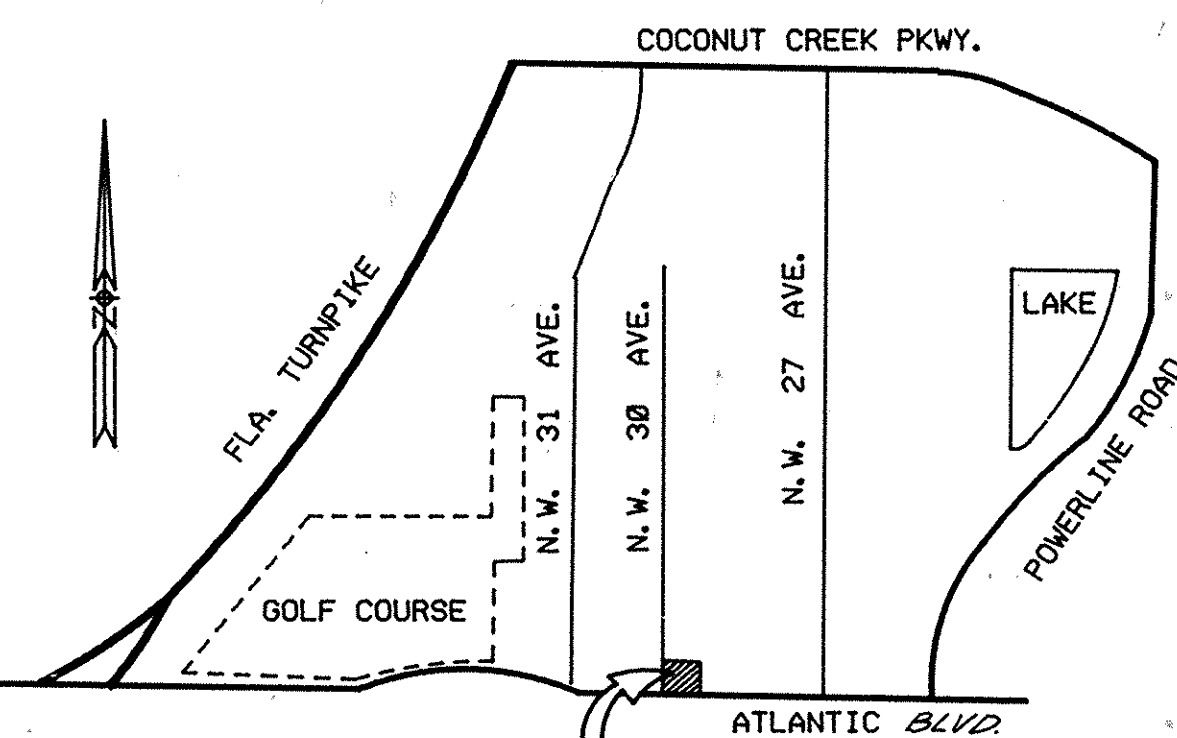 COCONUT CREEK PKWY.
FLA. TURNPIKE
N.W. 31 AVE.
N.W. 30 AVE.
N.W. 27 AVE.
LAKE
POWERLINE ROAD
GOLF COURSE
ATLANTIC BLVD.